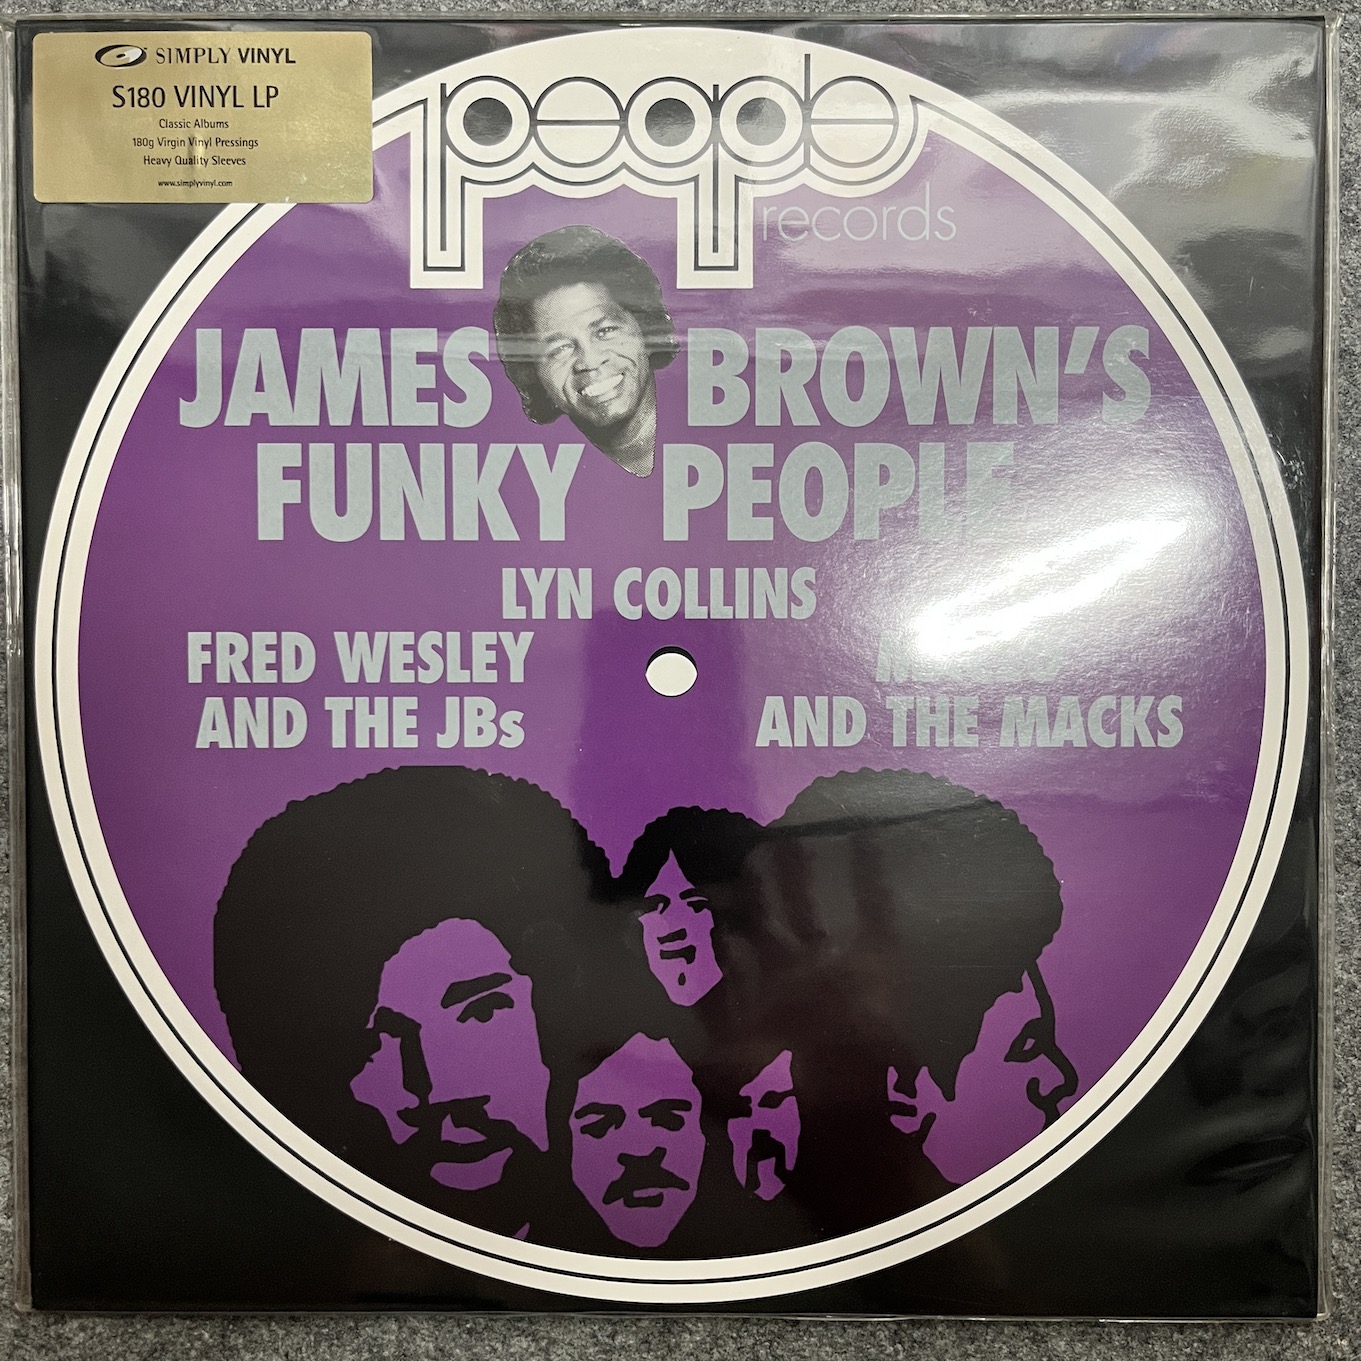 SIMPLY VINYL
S180 VINYL LP
Classic Albums
180g Virgin Vinyl Pressings
Heavy Quality Sleeves
www.simplyvinyl.com
people
records
JAMES BROWN'S
FUNKY PEOPLE
LYN COLLINS
FRED WESLEY
AND THE JBs
AND THE MACKS